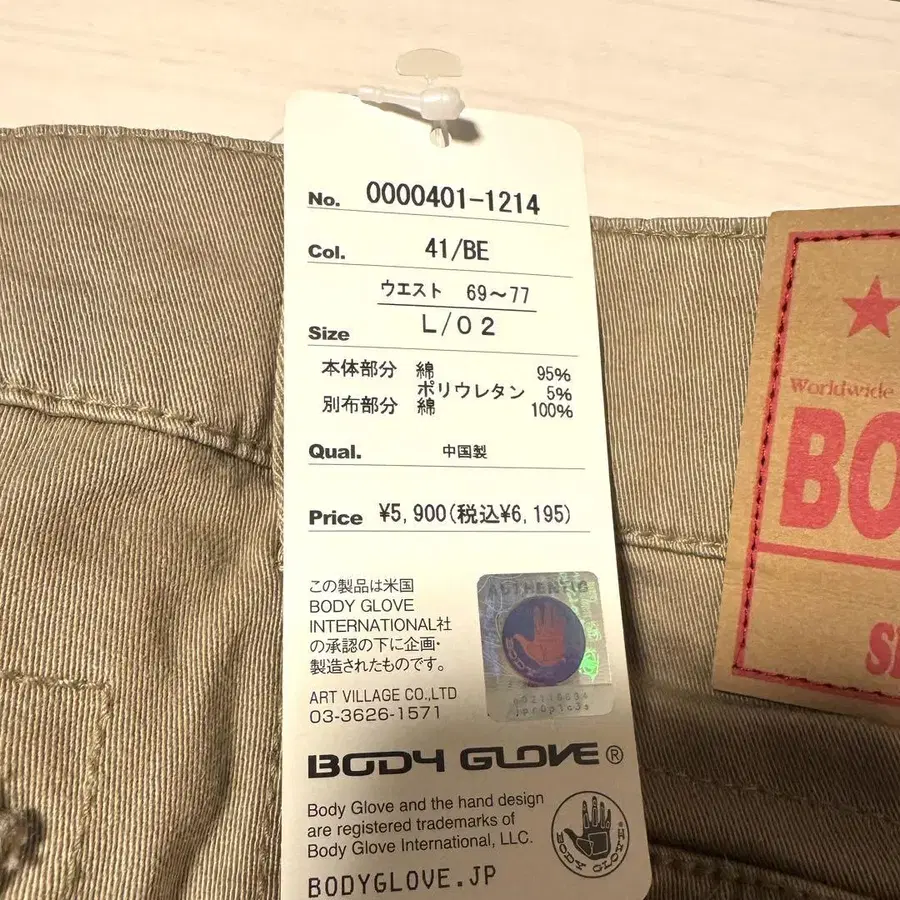 No. 0000401-1214
Col. 41/BE
ウエスト 69〜77
Size L/02
本体部分 綿 95%
ポリウレタン 5%
別布部分 綿 100%
Qual. 中国製
Price ¥5,900(税込¥6,195)
この製品は米国
BODY GLOVE
INTERNATIONAL社
の承認の下に企画・
製造されたものです。
ART VILLAGE CO.,LTD
03-3626-1571
AUTHENTIC
BODY GLOVE®
Body Glove and the hand design
are registered trademarks of
Body Glove International, LLC.
BODYGLOVE.JP
BODY GLOVE
Worldwide
BO